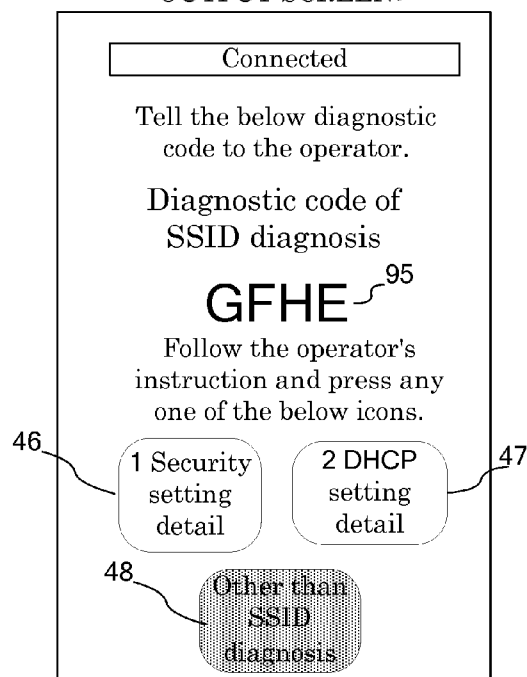 Connected
Tell the below diagnostic
code to the operator.
Diagnostic code of
SSID diagnosis
GFHE 95
Follow the operator's
instruction and press any
one of the below icons.
46
1 Security
setting
detail
2 DHCP
setting
detail
47
48
Other than
SSID
diagnosis